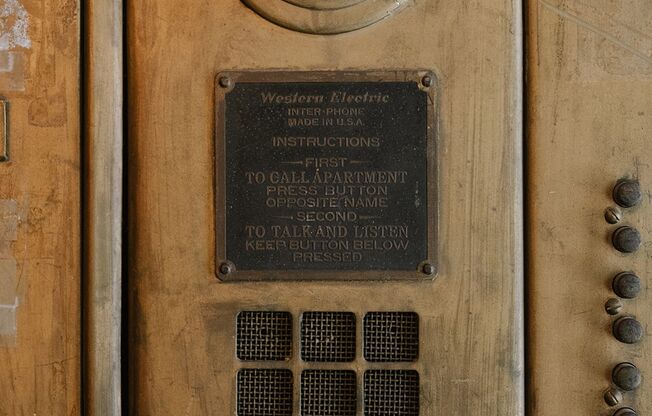 Western Electric
INTER-PHONE
MADE IN U.S.A.
INSTRUCTIONS
FIRST
TO CALL APARTMENT
PRESS BUTTON
OPPOSITE NAME
SECOND
TO TALK AND LISTEN
KEEP BUTTON BELOW
PRESSED